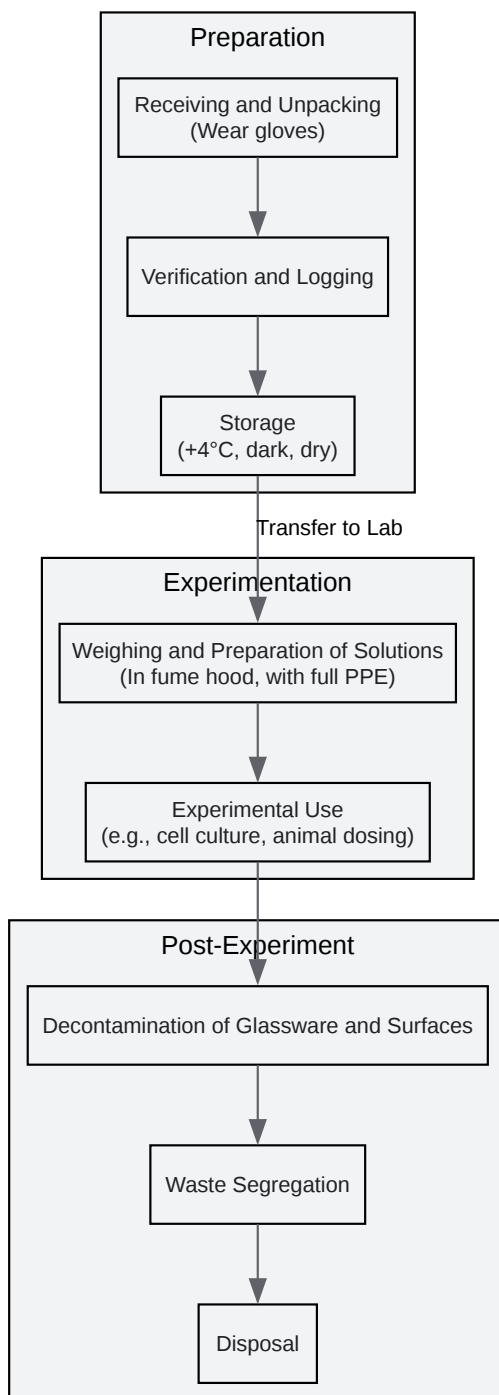 Preparation
Receiving and Unpacking
(Wear gloves)
Verification and Logging
Storage
(+4°C, dark, dry)
Transfer to Lab
Experimentation
Weighing and Preparation of Solutions
(In fume hood, with full PPE)
Experimental Use
(e.g., cell culture, animal dosing)
Post-Experiment
Decontamination of Glassware and Surfaces
Waste Segregation
Disposal